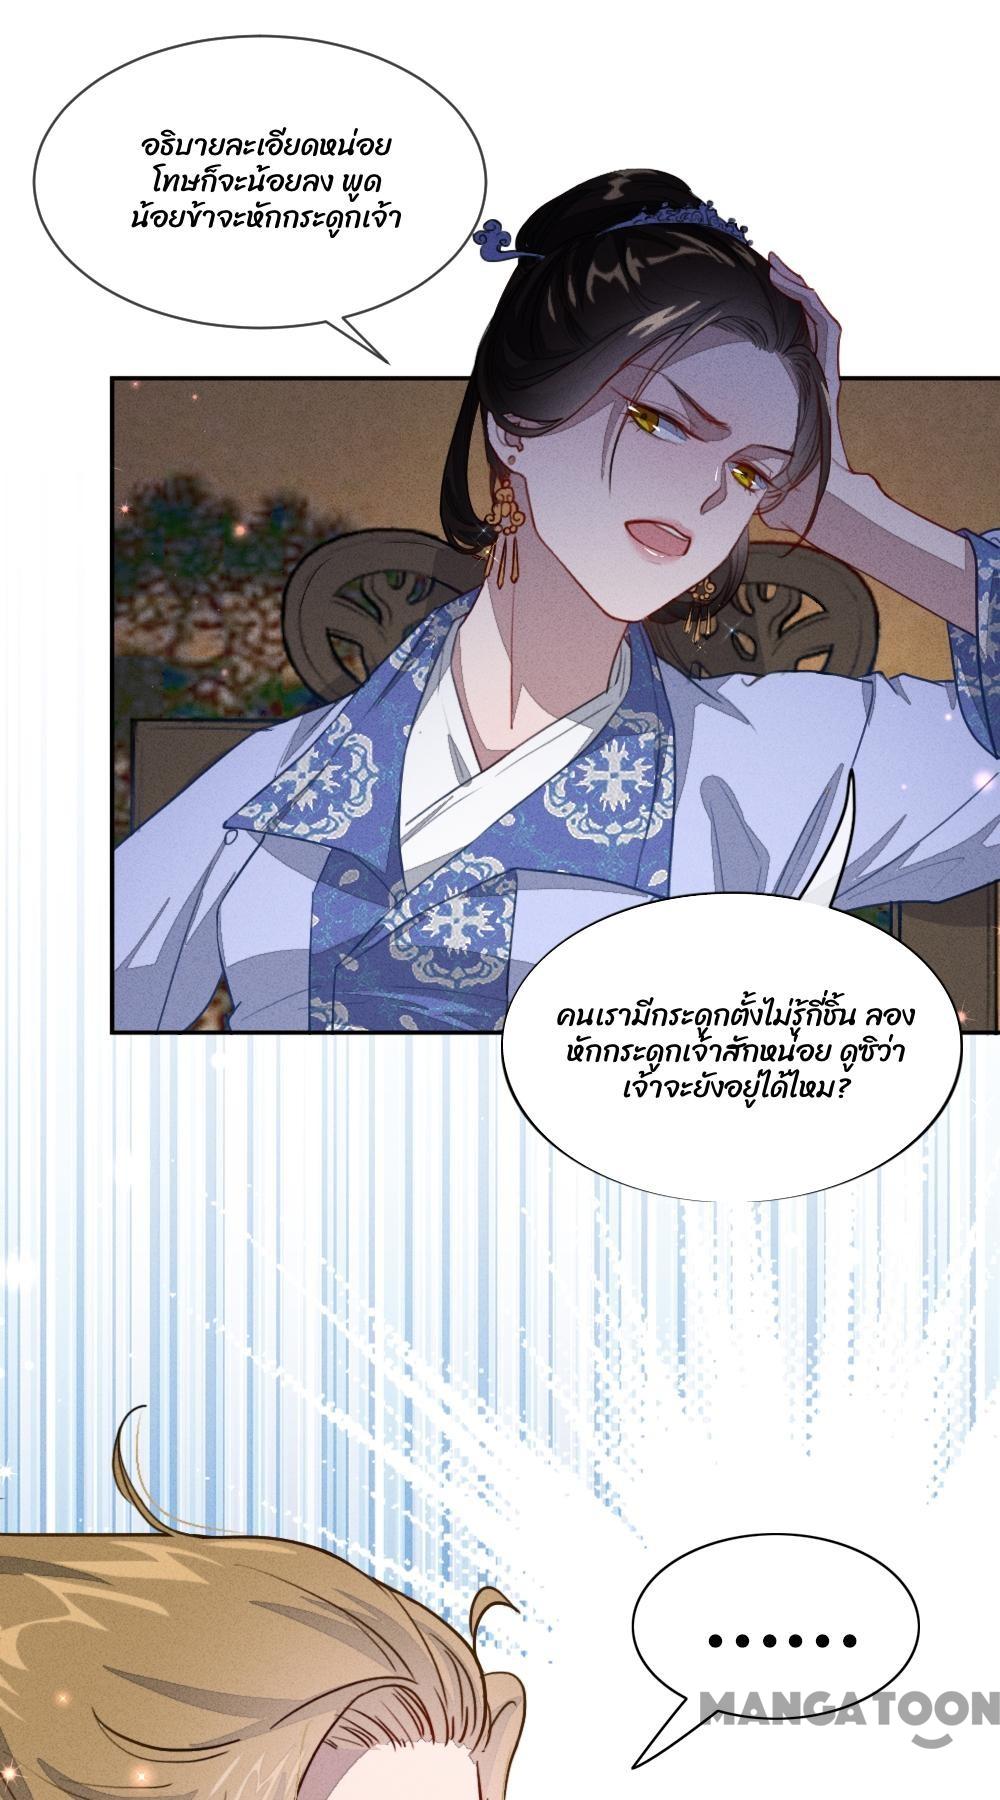 อธิบายละเอียดหน่อย
โทษก็จะน้อยลง พูด
น้อยข้าจะหักกระดูกเจ้า
คนเรามีกระดูกตั้งไม่รู้กี่ชิ้น ลอง
หักกระดูกเจ้าสักหน่อย ดูซิว่า
เจ้าจะยังอยู่ได้ไหม?
......
MANGATOON